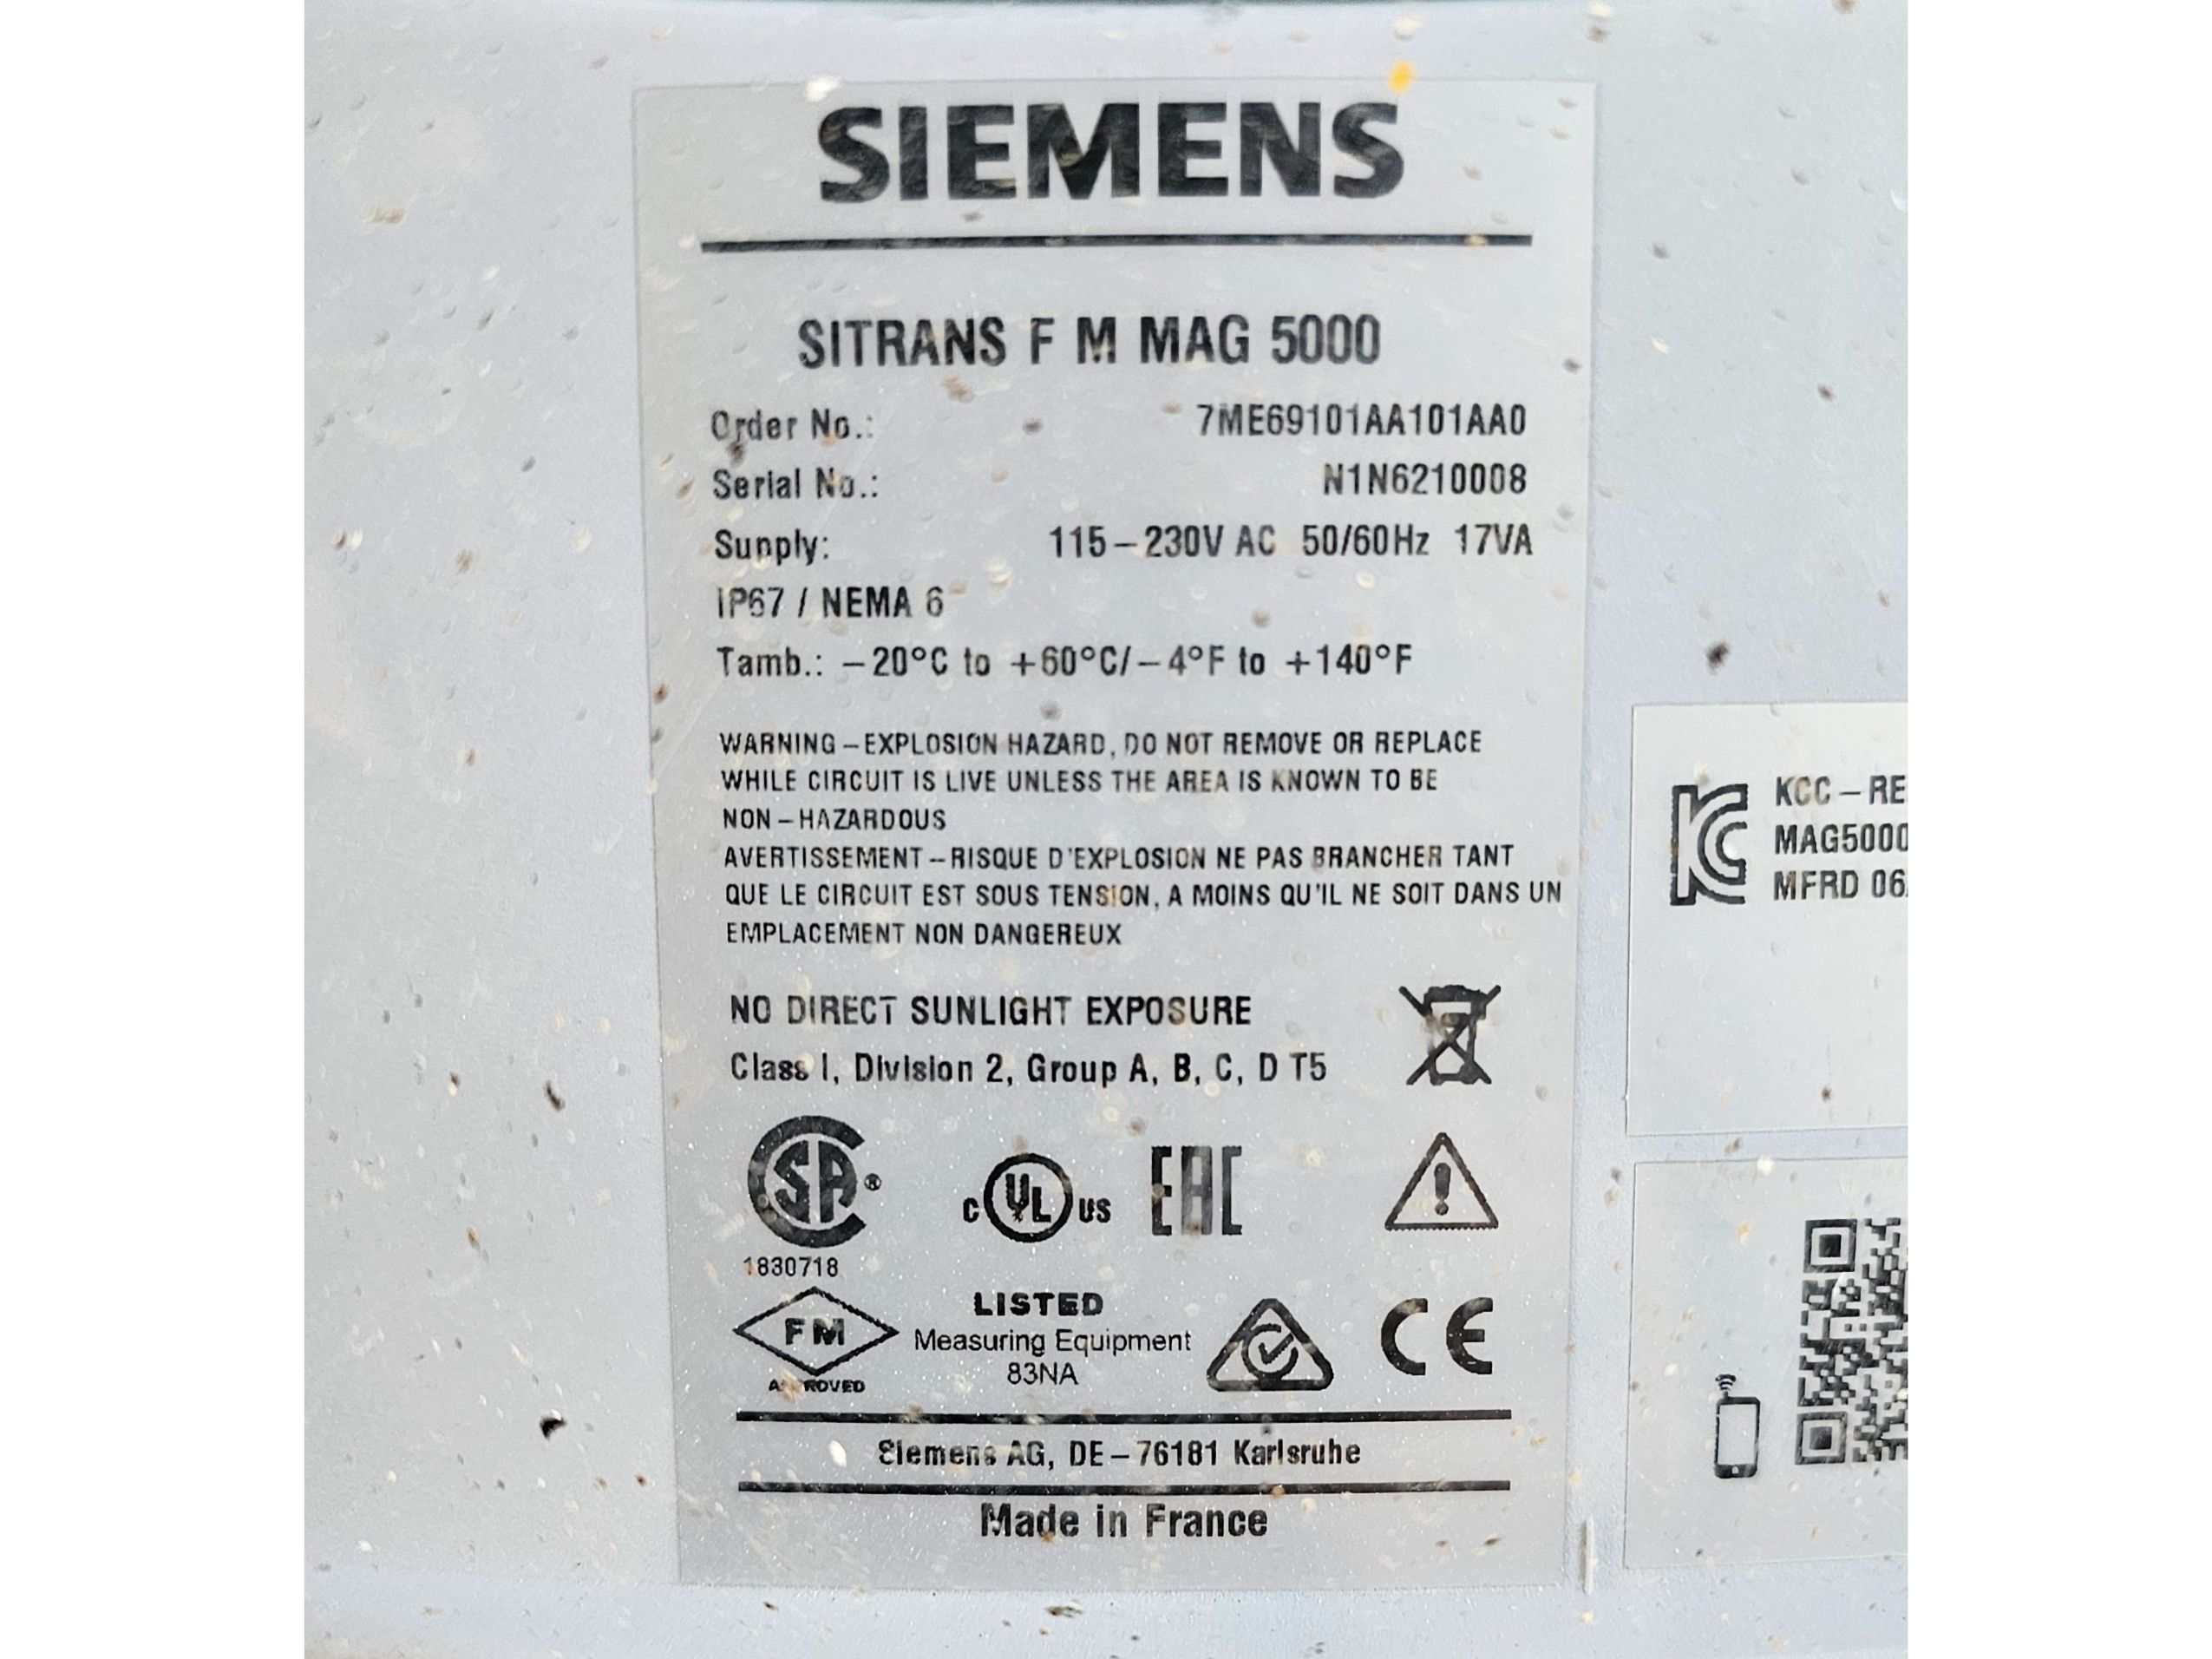 SIEMENS
SITRANS F M MAG 5000
Order No.: 7ME69101AA101AA0
Serial No.: N1N6210008
Supply: 115–230V AC 50/60Hz 17VA
IP67 / NEMA 6
Tamb.: –20°C to +60°C/–4°F to +140°F
WARNING–EXPLOSION HAZARD, DO NOT REMOVE OR REPLACE
WHILE CIRCUIT IS LIVE UNLESS THE AREA IS KNOWN TO BE
NON–HAZARDOUS
AVERTISSEMENT–RISQUE D'EXPLOSION NE PAS BRANCHER TANT
QUE LE CIRCUIT EST SOUS TENSION, A MOINS QU'IL NE SOIT DANS UN
EMPLACEMENT NON DANGEREUX
NO DIRECT SUNLIGHT EXPOSURE
Class I, Division 2, Group A, B, C, D T5
SA ®
C UL US
EAC
1830718
FM
APPROVED
LISTED
Measuring Equipment
83NA
CE
Siemens AG, DE–76181 Karlsruhe
Made in France
KCC–RE
MAG5000
MFRD 06